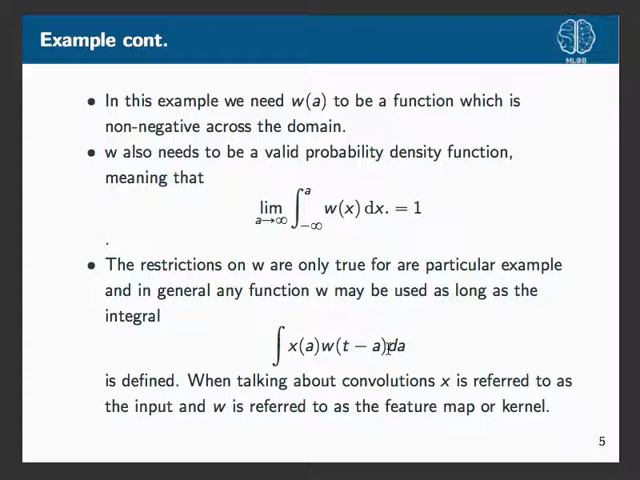 Example cont.
ML@B
• In this example we need w(a) to be a function which is
non-negative across the domain.
• w also needs to be a valid probability density function,
meaning that
lim a→∞ ∫_{−∞}^{a} w(x) dx. = 1
.
• The restrictions on w are only true for are particular example
and in general any function w may be used as long as the
integral
∫ x(a)w(t − a)da
is defined. When talking about convolutions x is referred to as
the input and w is referred to as the feature map or kernel.
5